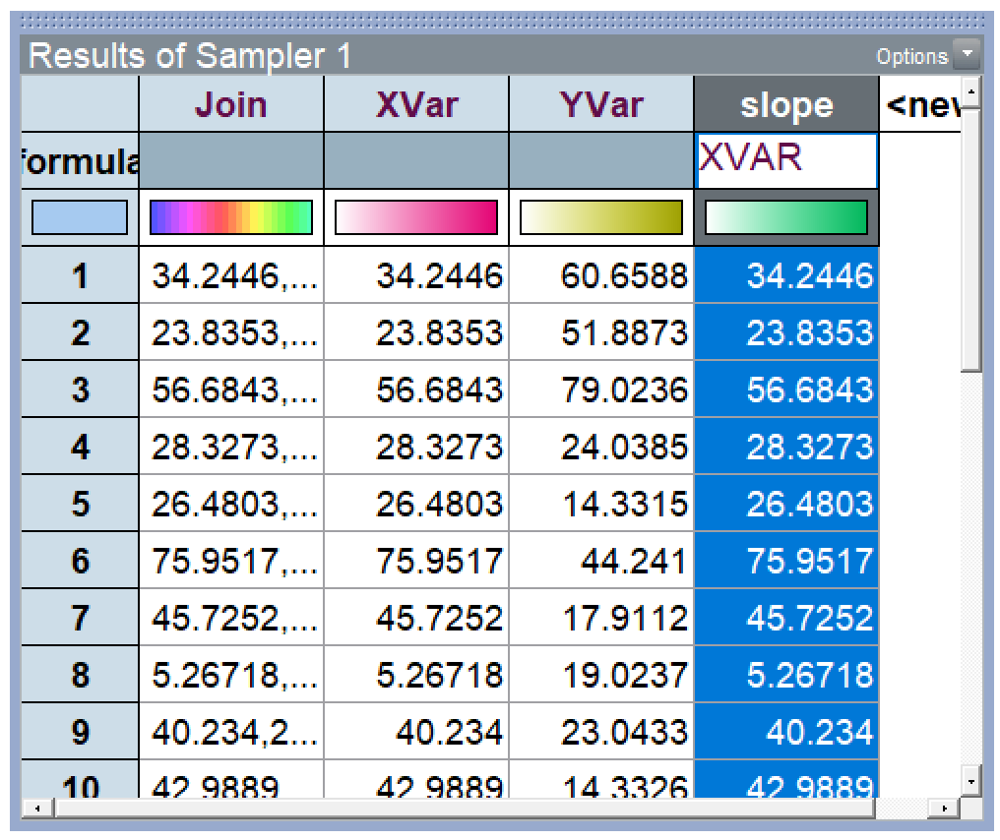 Results of Sampler 1 Options
Join XVar YVar slope <nev
formula XVAR
1 34.2446,... 34.2446 60.6588 34.2446
2 23.8353,... 23.8353 51.8873 23.8353
3 56.6843,... 56.6843 79.0236 56.6843
4 28.3273,... 28.3273 24.0385 28.3273
5 26.4803,... 26.4803 14.3315 26.4803
6 75.9517,... 75.9517 44.241 75.9517
7 45.7252,... 45.7252 17.9112 45.7252
8 5.26718,... 5.26718 19.0237 5.26718
9 40.234,2... 40.234 23.0433 40.234
10 42.9889 42.9889 14.3326 42.9889